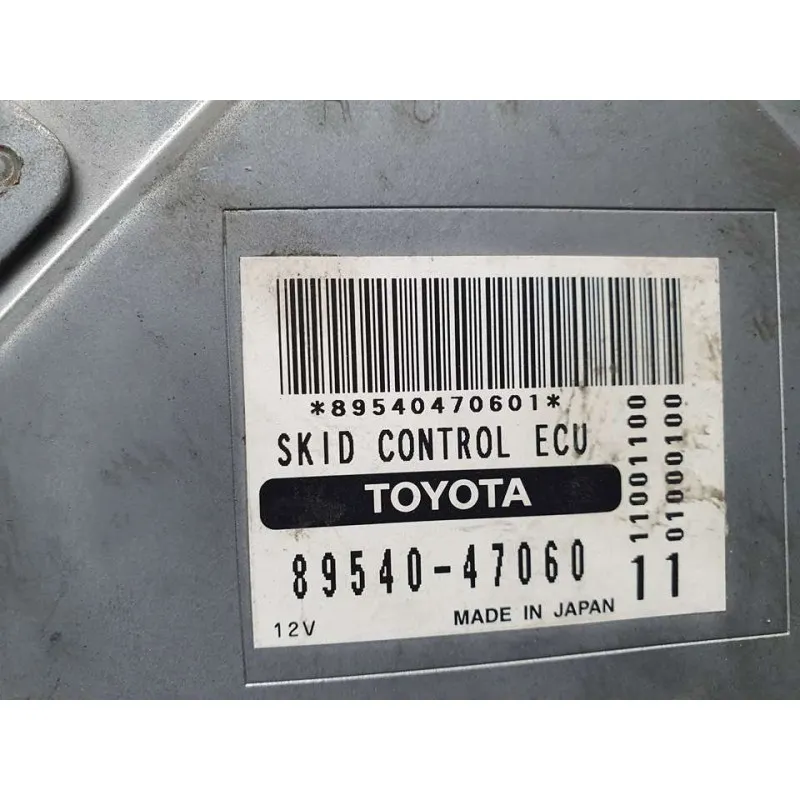 *89540470601*
SKID CONTROL ECU
TOYOTA
89540-47060
11
11001100
01000100
12V
MADE IN JAPAN